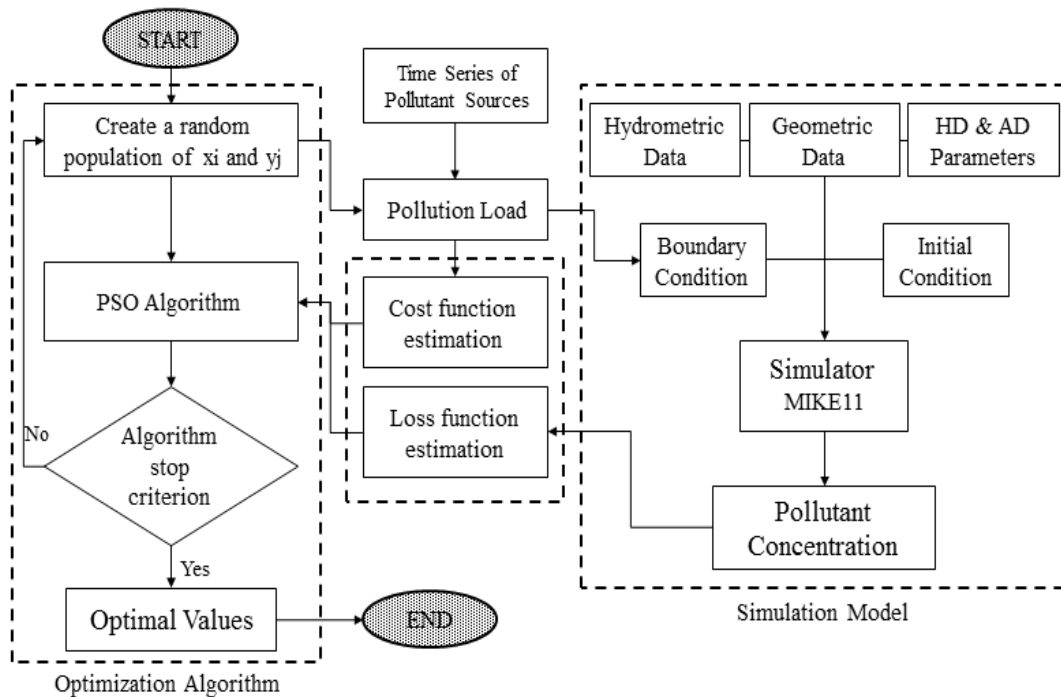 START
Time Series of
Pollutant Sources
Create a random
population of xi and yj
Hydrometric
Data
Geometric
Data
HD & AD
Parameters
Pollution Load
Boundary
Condition
Initial
Condition
PSO Algorithm
Cost function
estimation
Simulator
MIKE11
Loss function
estimation
No
Algorithm
stop
criterion
Pollutant
Concentration
Yes
Optimal Values
END
Simulation Model
Optimization Algorithm